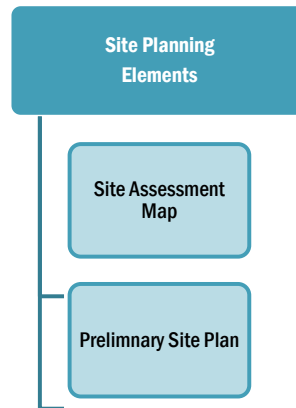 Site Planning
Elements
Site Assessment
Map
Prelimnary Site Plan